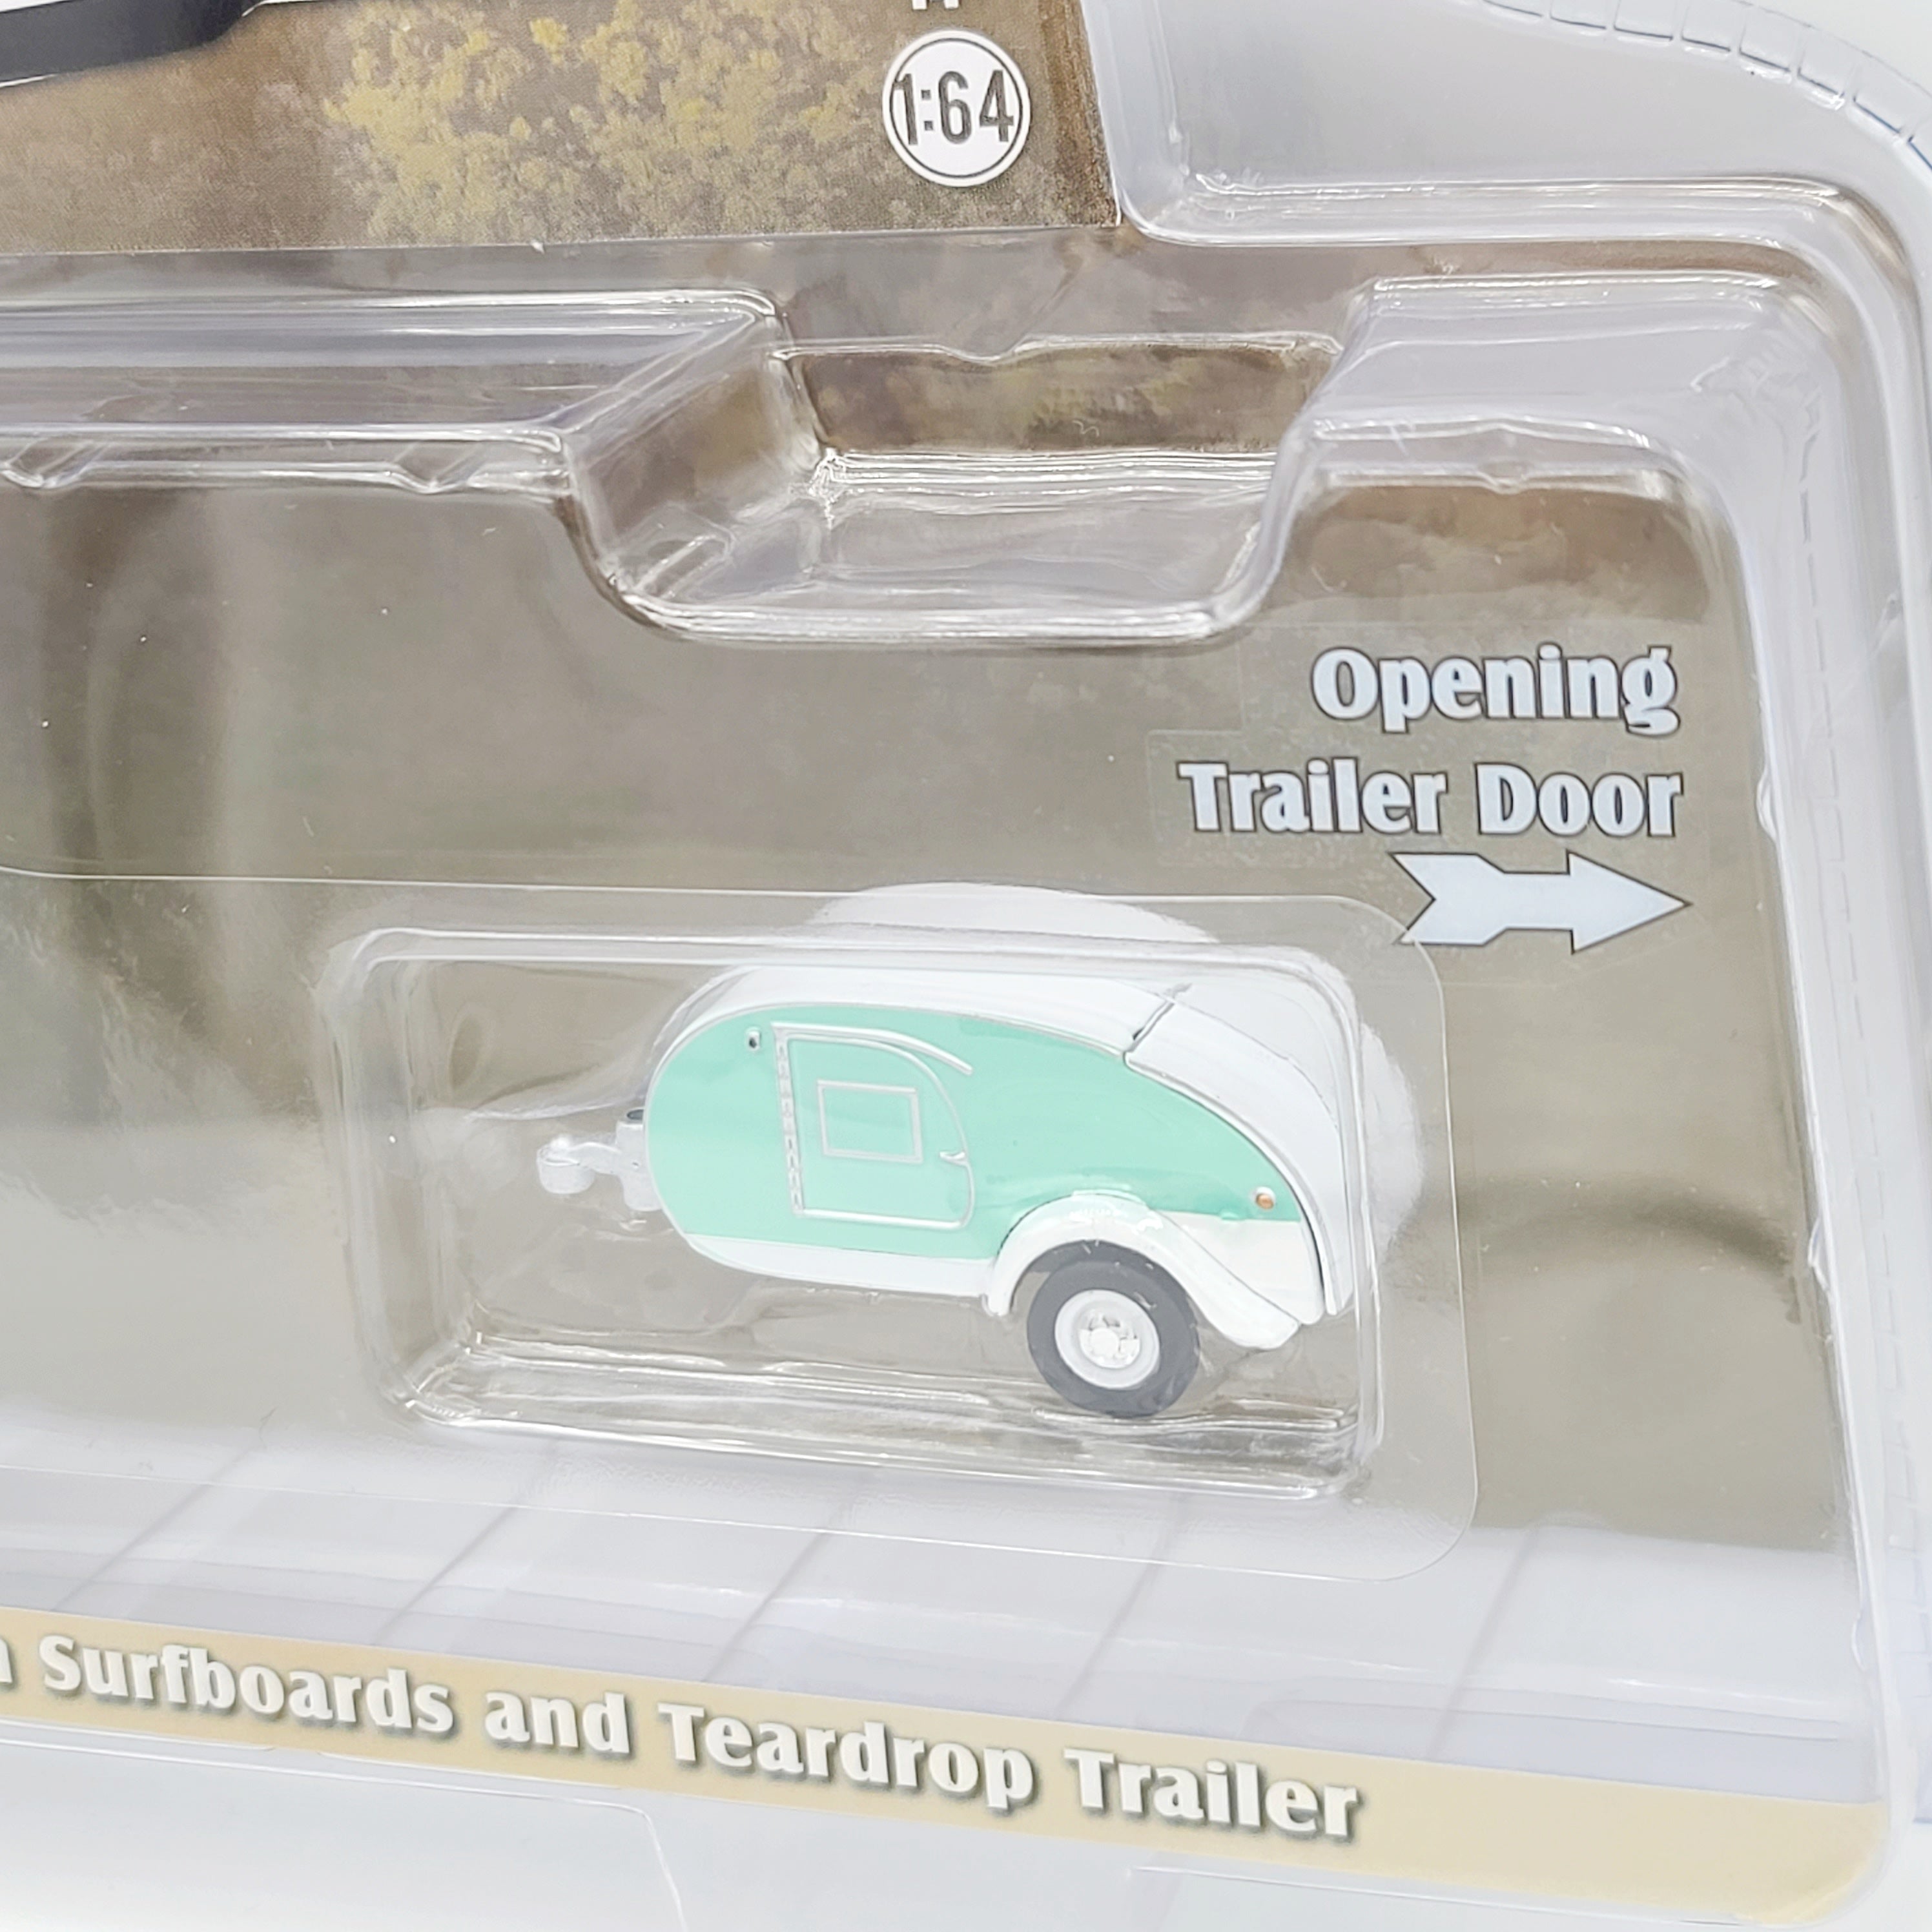 1:64
Opening
Trailer Door
Surfboards and Teardrop Trailer